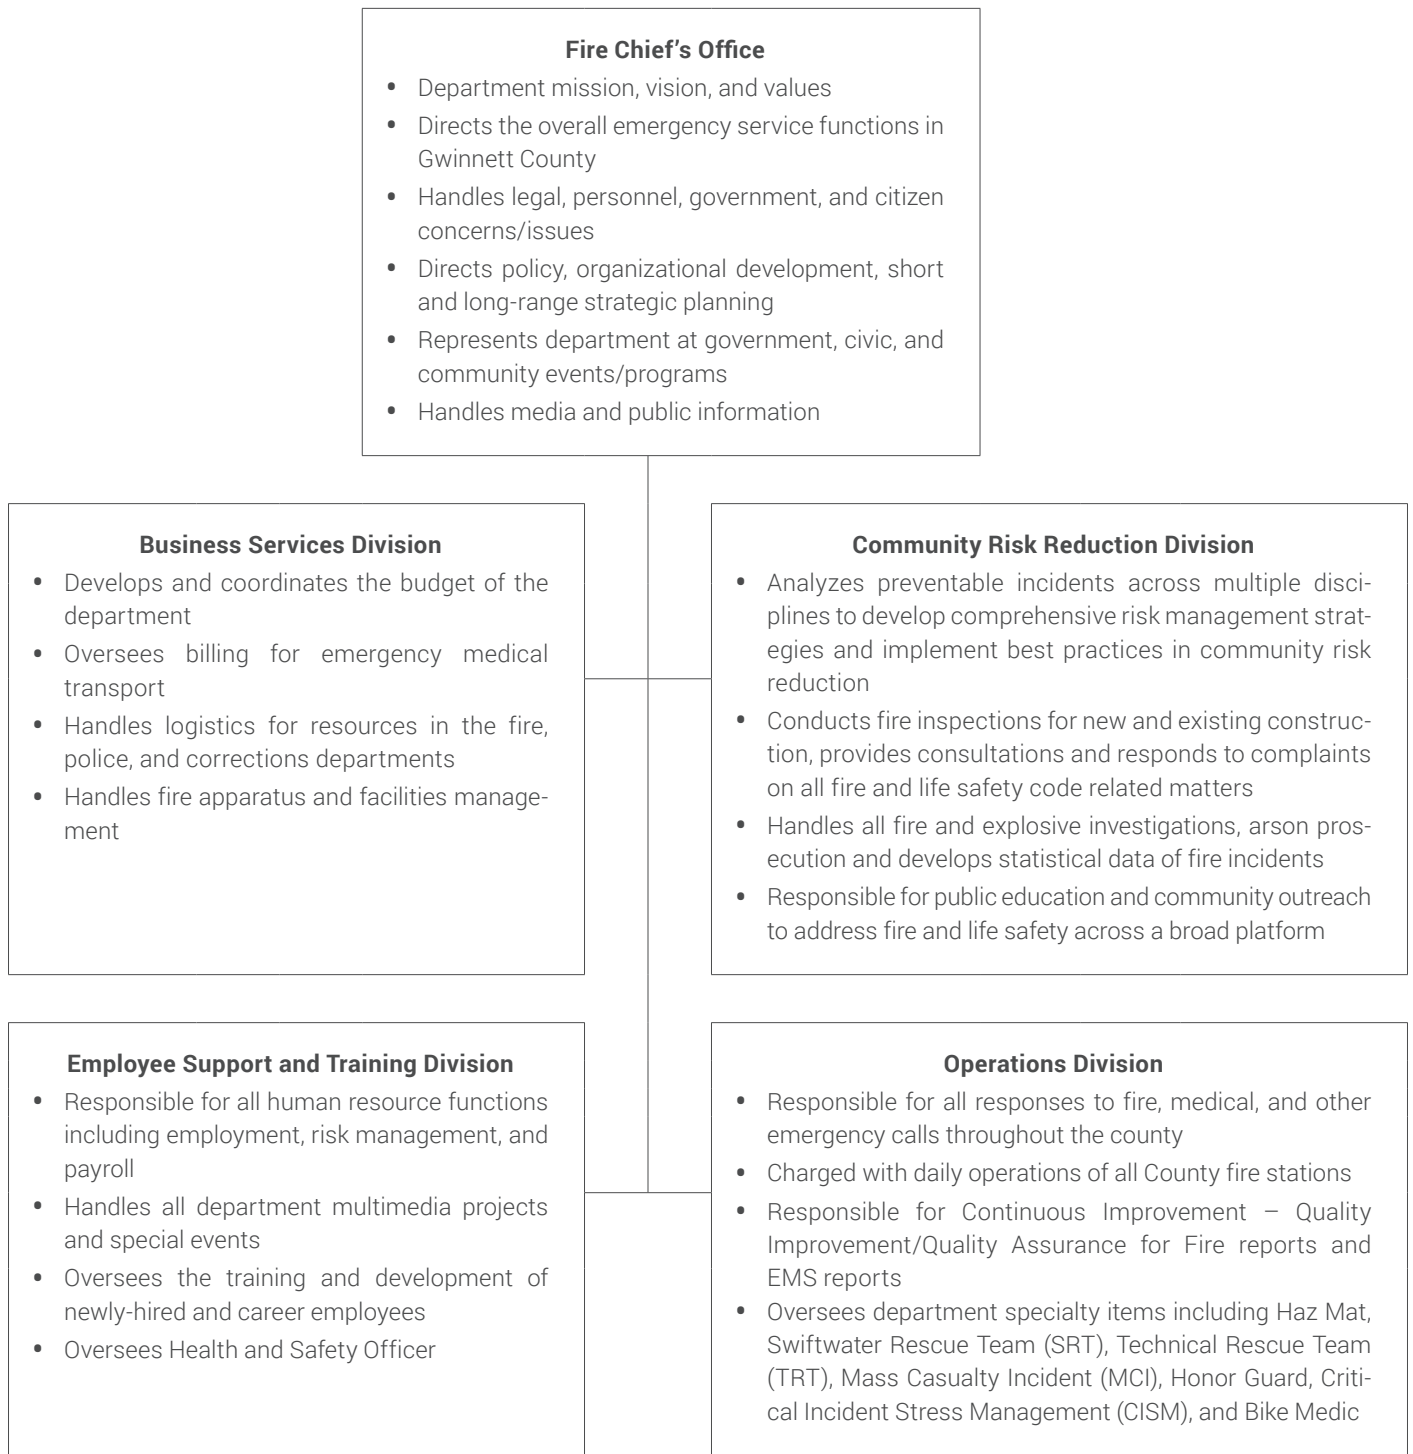 Fire Chief’s Office
• Department mission, vision, and values
• Directs the overall emergency service functions in
Gwinnett County
• Handles legal, personnel, government, and citizen
concerns/issues
• Directs policy, organizational development, short
and long-range strategic planning
• Represents department at government, civic, and
community events/programs
• Handles media and public information
Business Services Division
• Develops and coordinates the budget of the
department
• Oversees billing for emergency medical
transport
• Handles logistics for resources in the fire,
police, and corrections departments
• Handles fire apparatus and facilities manage-
ment
Community Risk Reduction Division
• Analyzes preventable incidents across multiple disci-
plines to develop comprehensive risk management strat-
egies and implement best practices in community risk
reduction
• Conducts fire inspections for new and existing construc-
tion, provides consultations and responds to complaints
on all fire and life safety code related matters
• Handles all fire and explosive investigations, arson pros-
ecution and develops statistical data of fire incidents
• Responsible for public education and community outreach
to address fire and life safety across a broad platform
Employee Support and Training Division
• Responsible for all human resource functions
including employment, risk management, and
payroll
• Handles all department multimedia projects
and special events
• Oversees the training and development of
newly-hired and career employees
• Oversees Health and Safety Officer
Operations Division
• Responsible for all responses to fire, medical, and other
emergency calls throughout the county
• Charged with daily operations of all County fire stations
• Responsible for Continuous Improvement – Quality
Improvement/Quality Assurance for Fire reports and
EMS reports
• Oversees department specialty items including Haz Mat,
Swiftwater Rescue Team (SRT), Technical Rescue Team
(TRT), Mass Casualty Incident (MCI), Honor Guard, Criti-
cal Incident Stress Management (CISM), and Bike Medic